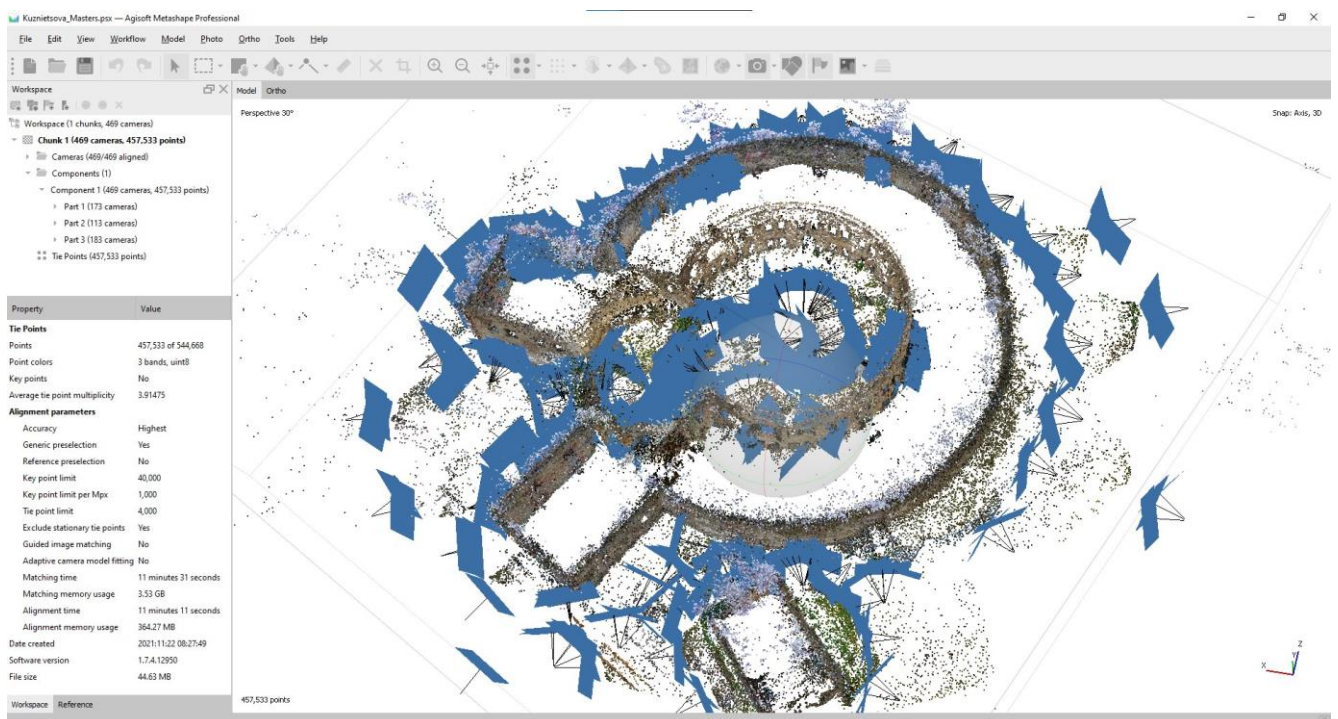 Kuznietsova_Masters.psx — Agisoft Metashape Professional
File Edit View Workflow Model Photo Ortho Tools Help
Workspace
Model Ortho
Perspective 30°
Snap: Axis, 3D
Workspace (1 chunks, 469 cameras)
Chunk 1 (469 cameras, 457,533 points)
Cameras (469/469 aligned)
Components (1)
Component 1 (469 cameras, 457,533 points)
Part 1 (173 cameras)
Part 2 (113 cameras)
Part 3 (183 cameras)
Tie Points (457,533 points)
Property Value
Tie Points
Points 457,533 of 544,668
Point colors 3 bands, uint8
Key points No
Average tie point multiplicity 3.91475
Alignment parameters
Accuracy Highest
Generic preselection Yes
Reference preselection No
Key point limit 40,000
Key point limit per Mpx 1,000
Tie point limit 4,000
Exclude stationary tie points Yes
Guided image matching No
Adaptive camera model fitting No
Matching time 11 minutes 31 seconds
Matching memory usage 3.53 GB
Alignment time 11 minutes 11 seconds
Alignment memory usage 364.27 MB
Date created 2021:11:22 08:27:49
Software version 1.7.4.12950
File size 44.63 MB
Workspace Reference
457,533 points
X
Y
Z